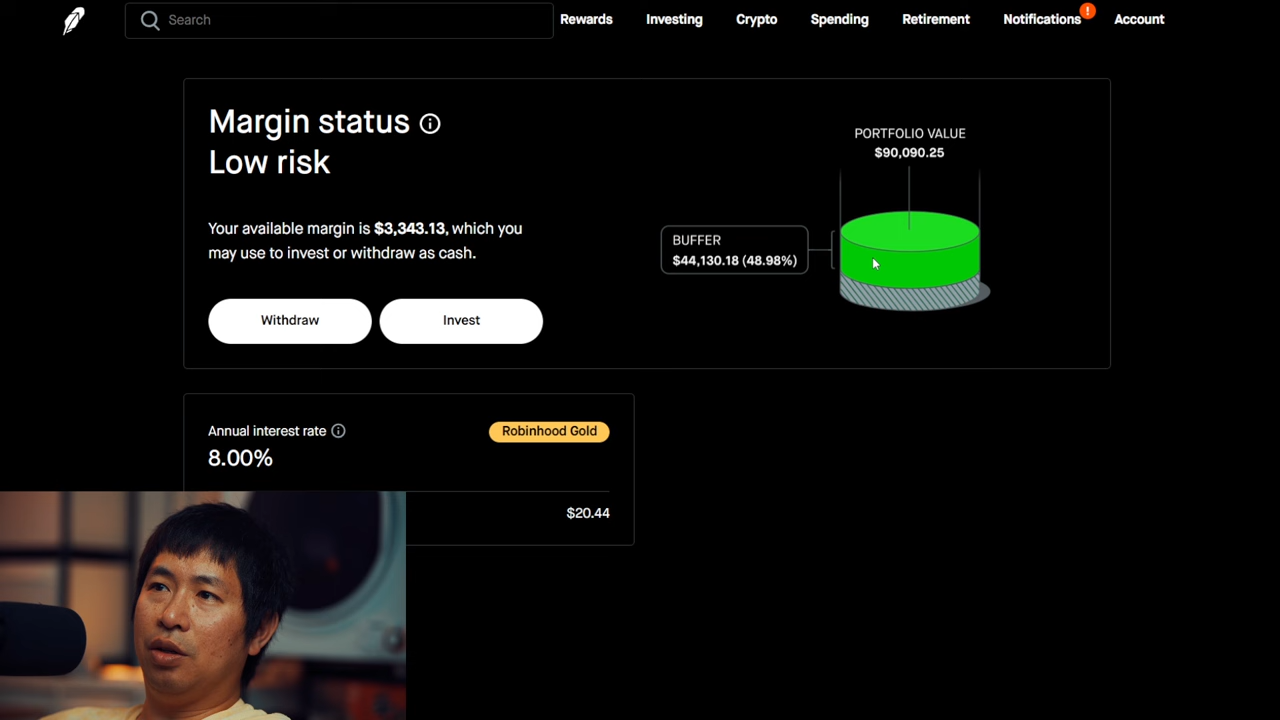 Search
Rewards
Investing
Crypto
Spending
Retirement
Notifications
!
Account
Margin status
Low risk
Your available margin is $3,343.13, which you
may use to invest or withdraw as cash.
Withdraw
Invest
PORTFOLIO VALUE
$90,090.25
BUFFER
$44,130.18 (48.98%)
Annual interest rate
Robinhood Gold
8.00%
$20.44